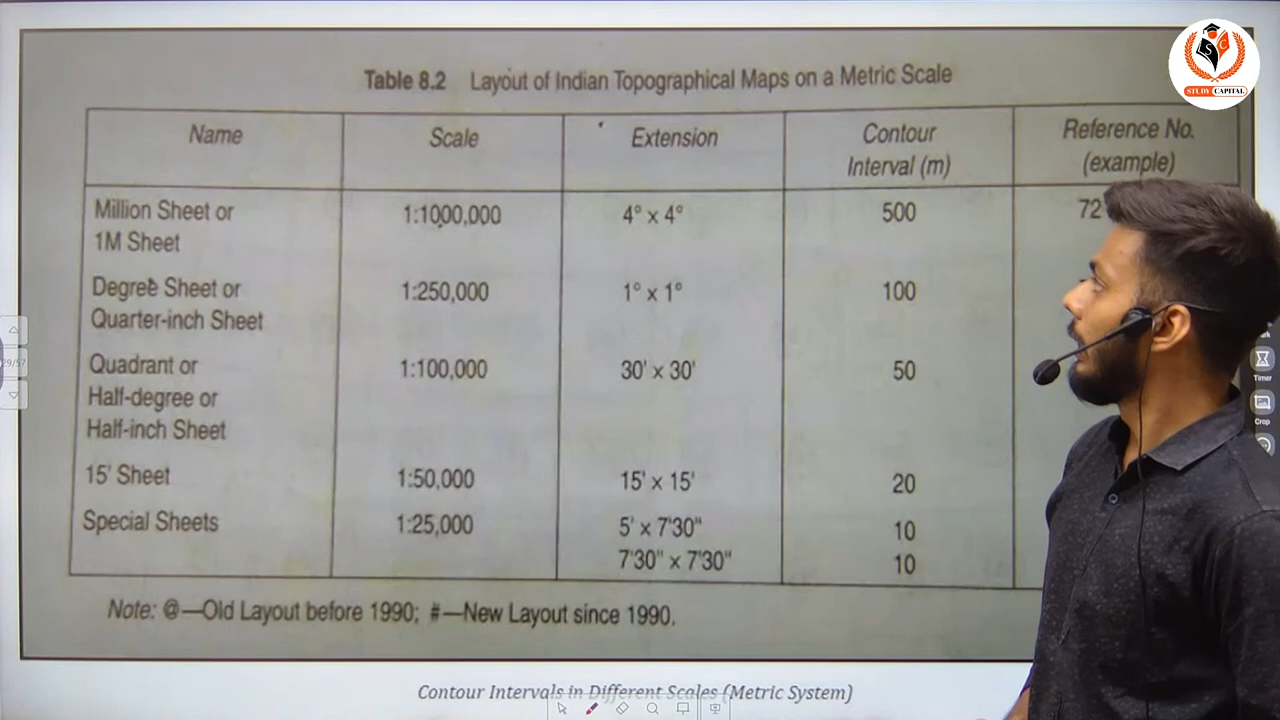 Table 8.2 Layout of Indian Topographical Maps on a Metric Scale
Name Scale Extension Contour Interval (m) Reference No. (example)
Million Sheet or 1:1000,000 4° x 4° 500 72
1M Sheet
Degree Sheet or 1:250,000 1° x 1° 100
Quarter-inch Sheet
Quadrant or 1:100,000 30' x 30' 50
Half-degree or
Half-inch Sheet
15' Sheet 1:50,000 15' x 15' 20
Special Sheets 1:25,000 5' x 7'30" 10
7'30" x 7'30" 10
Note: @—Old Layout before 1990; #—New Layout since 1990.
Contour Intervals in Different Scales (Metric System)
S C
STUDY CAPITAL
29/57
Timer
Crop